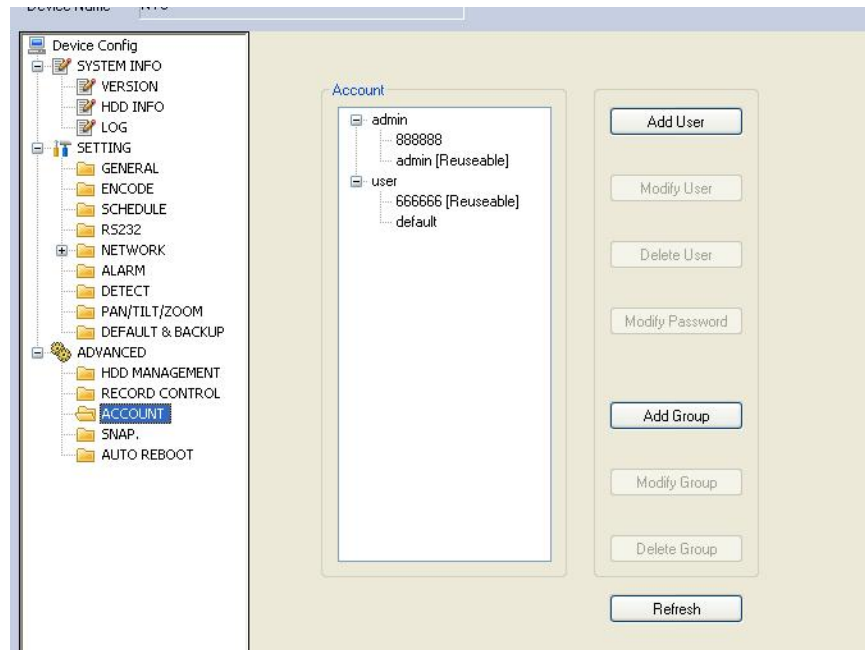 Device Name
Device Config
SYSTEM INFO
VERSION
HDD INFO
LOG
SETTING
GENERAL
ENCODE
SCHEDULE
RS232
NETWORK
ALARM
DETECT
PAN/TILT/ZOOM
DEFAULT & BACKUP
ADVANCED
HDD MANAGEMENT
RECORD CONTROL
ACCOUNT
SNAP.
AUTO REBOOT
Account
admin
888888
admin [Reuseable]
user
666666 [Reuseable]
default
Add User
Modify User
Delete User
Modify Password
Add Group
Modify Group
Delete Group
Refresh